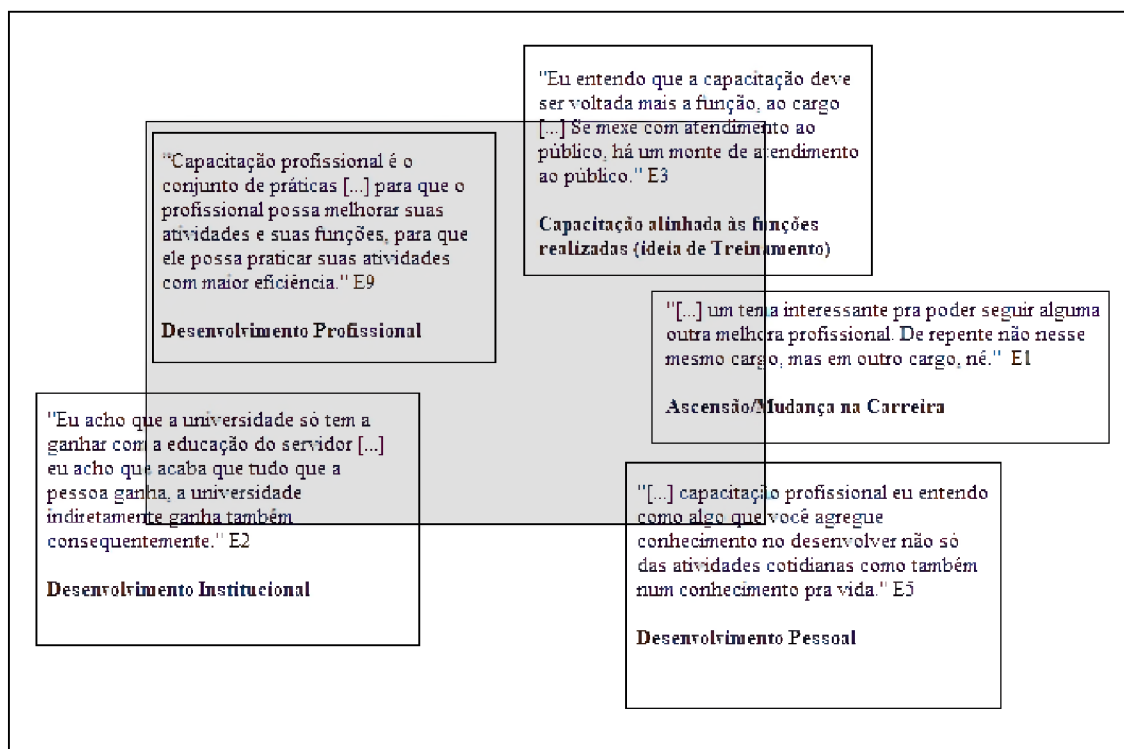 "Eu entendo que a capacitação deve
ser voltada mais a função, ao cargo
[...] Se mexe com atendimento ao
público, há um monte de atendimento
ao público." E3
Capacitação alinhada às funções
realizadas (ideia de Treinamento)
"Capacitação profissional é o
conjunto de práticas [...] para que o
profissional possa melhorar suas
atividades e suas funções, para que
ele possa praticar suas atividades
com maior eficiência." E9
Desenvolvimento Profissional
"[...] um tema interessante pra poder seguir alguma
outra melhora profissional. De repente não nesse
mesmo cargo, mas em outro cargo, né." E1
Ascensão/Mudança na Carreira
"Eu acho que a universidade só tem a
ganhar com a educação do servidor [...]
eu acho que acaba que tudo que a
pessoa ganha, a universidade
indiretamente ganha também
consequentemente." E2
Desenvolvimento Institucional
"[...] capacitação profissional eu entendo
como algo que você agregue
conhecimento no desenvolver não só
das atividades cotidianas como também
num conhecimento pra vida." E5
Desenvolvimento Pessoal